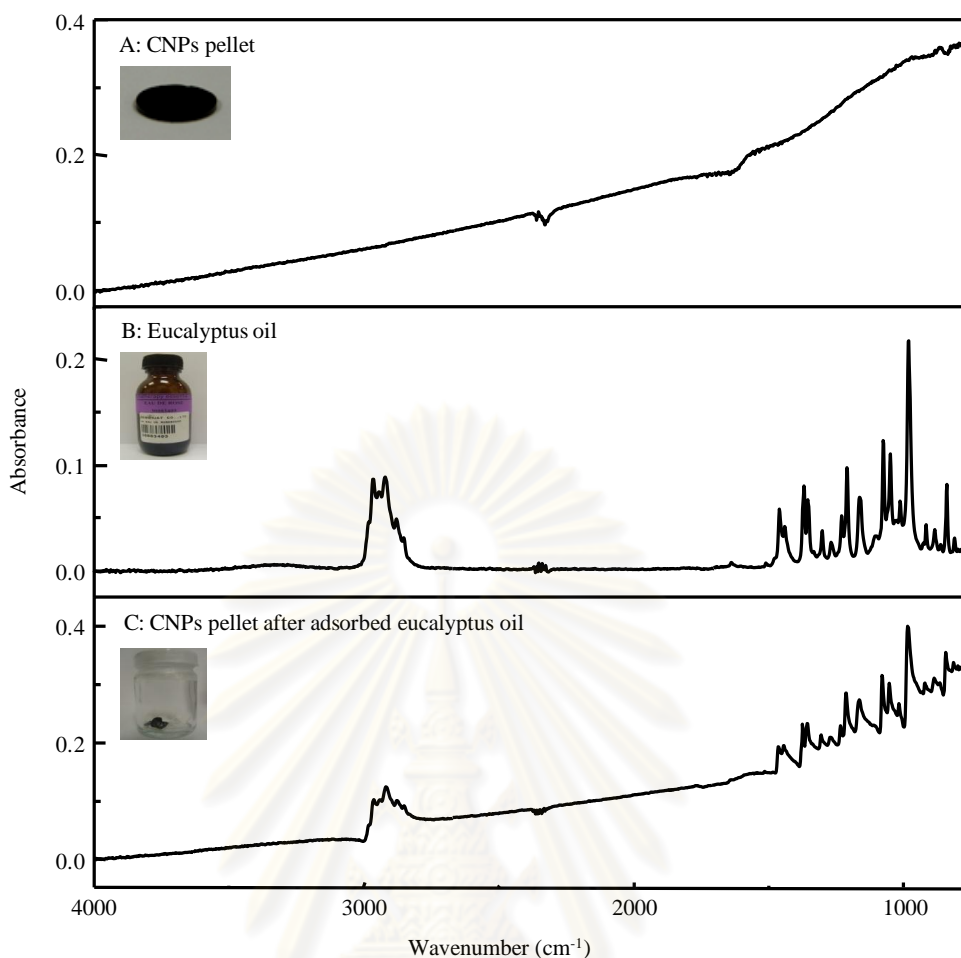 0.4
A: CNPs pellet
0.2
0.0
B: Eucalyptus oil
0.2
0.1
0.0
Absorbance
C: CNPs pellet after adsorbed eucalyptus oil
0.4
0.2
0.0
4000 3000 2000 1000
Wavenumber (cm⁻¹)